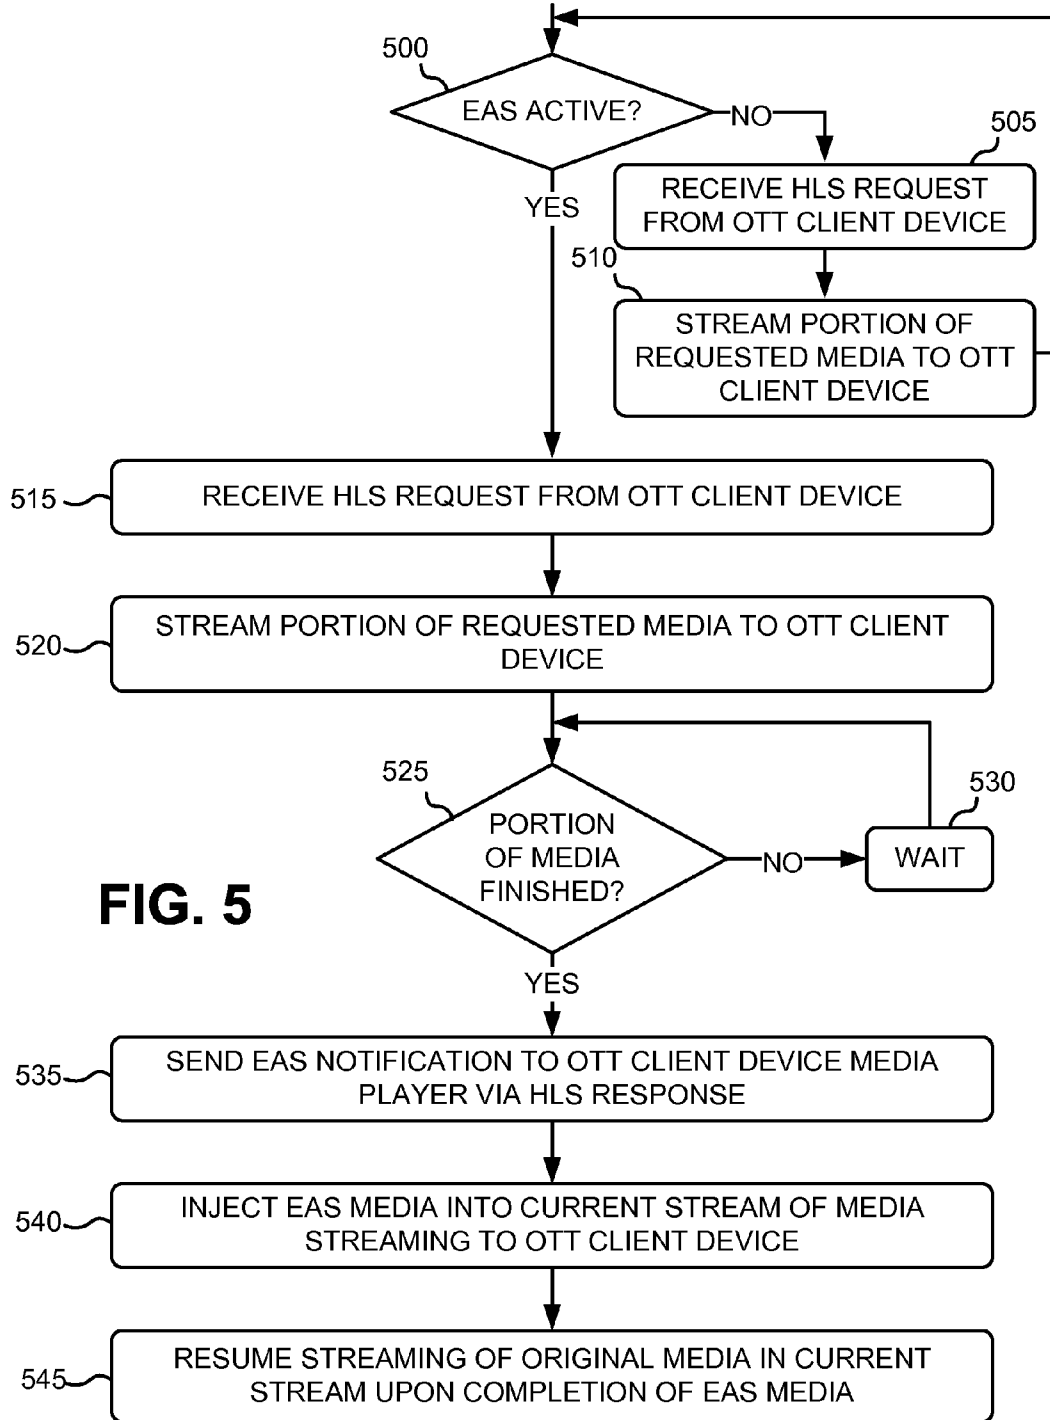 500
EAS ACTIVE?
NO
YES
505
RECEIVE HLS REQUEST
FROM OTT CLIENT DEVICE
510
STREAM PORTION OF
REQUESTED MEDIA TO OTT
CLIENT DEVICE
515
RECEIVE HLS REQUEST FROM OTT CLIENT DEVICE
520
STREAM PORTION OF REQUESTED MEDIA TO OTT CLIENT
DEVICE
525
PORTION
OF MEDIA
FINISHED?
NO
530
WAIT
FIG. 5
YES
535
SEND EAS NOTIFICATION TO OTT CLIENT DEVICE MEDIA
PLAYER VIA HLS RESPONSE
540
INJECT EAS MEDIA INTO CURRENT STREAM OF MEDIA
STREAMING TO OTT CLIENT DEVICE
545
RESUME STREAMING OF ORIGINAL MEDIA IN CURRENT
STREAM UPON COMPLETION OF EAS MEDIA